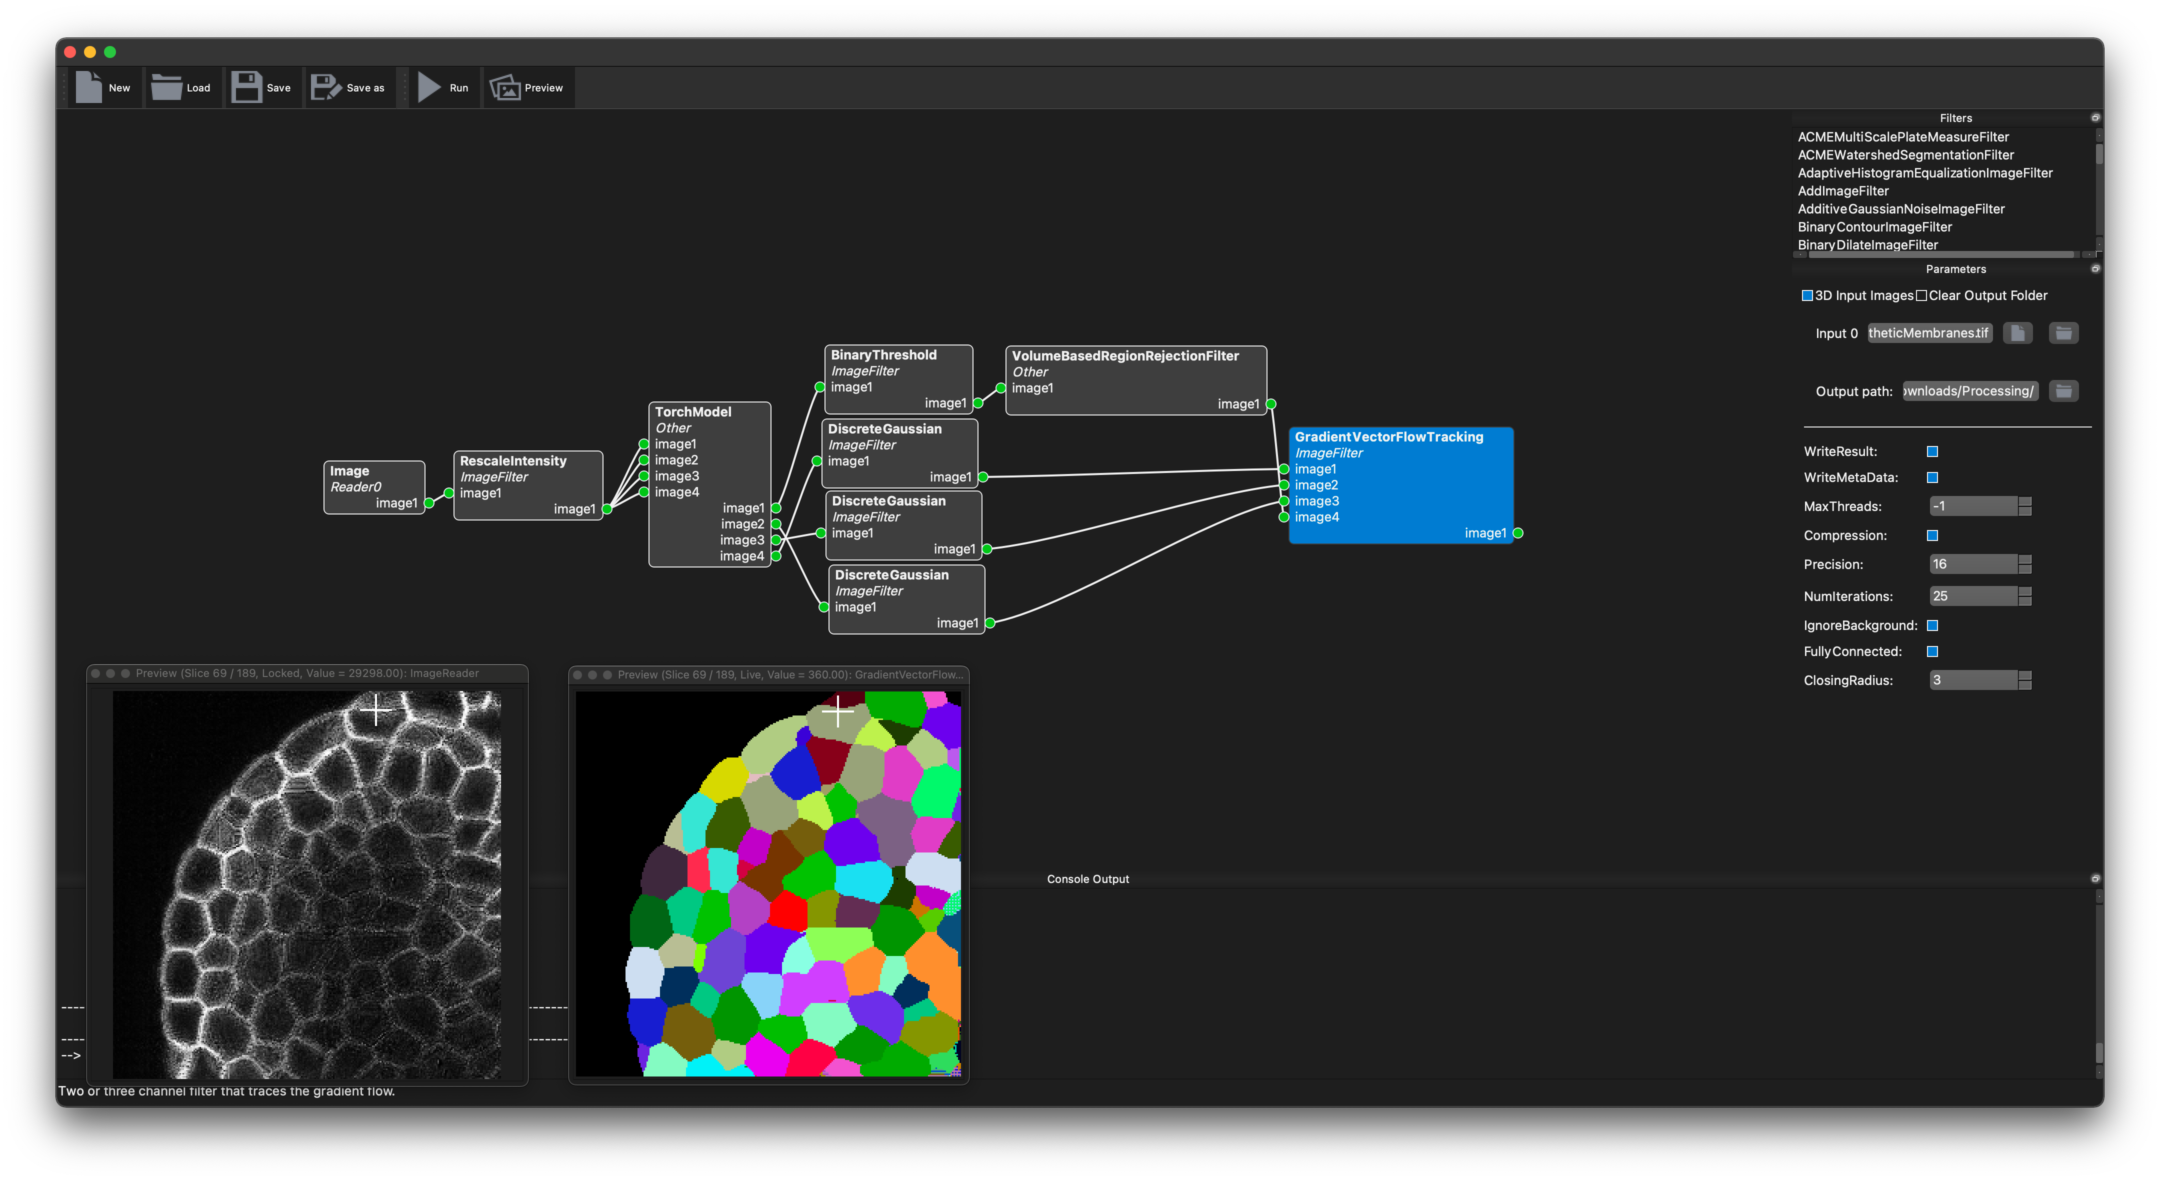 New
Load
Save
Save as
Run
Preview
Filters
ACMEMultiScalePlateMeasureFilter
ACMEWatershedSegmentationFilter
AdaptiveHistogramEqualizationImageFilter
AddImageFilter
AdditiveGaussianNoiseImageFilter
BinaryContourImageFilter
BinaryDilateImageFilter
Parameters
3D Input Images Clear Output Folder
Input 0 theticMembranes.tif
Output path: ownloads/Processing/
WriteResult:
WriteMetaData:
MaxThreads: -1
Compression:
Precision: 16
NumIterations: 25
IgnoreBackground:
FullyConnected:
ClosingRadius: 3
Image
Reader0
image1
RescaleIntensity
ImageFilter
image1
image1
TorchModel
Other
image1
image2
image3
image4
image1
image2
image3
image4
BinaryThreshold
ImageFilter
image1
image1
DiscreteGaussian
ImageFilter
image1
image1
DiscreteGaussian
ImageFilter
image1
image1
DiscreteGaussian
ImageFilter
image1
image1
VolumeBasedRegionRejectionFilter
Other
image1
image1
GradientVectorFlowTracking
ImageFilter
image1
image2
image3
image4
image1
Preview (Slice 69 / 189, Locked, Value = 29298.00): ImageReader
Preview (Slice 69 / 189, Live, Value = 360.00): GradientVectorFlow...
Console Output
-->
Two or three channel filter that traces the gradient flow.